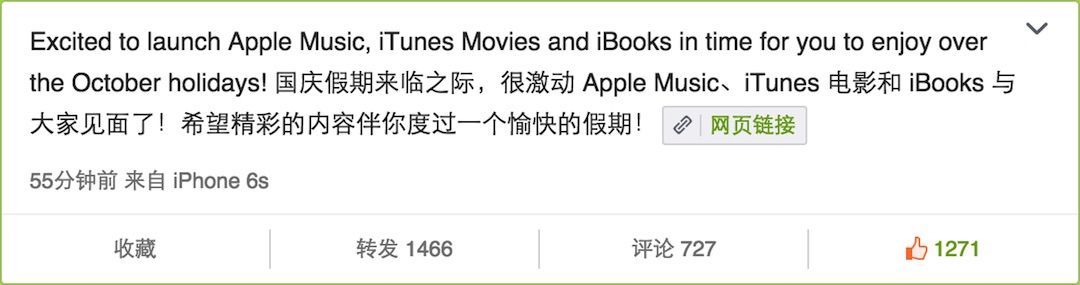 Excited to launch Apple Music, iTunes Movies and iBooks in time for you to enjoy over
the October holidays! 国庆假期来临之际，很激动 Apple Music、iTunes 电影和 iBooks 与
大家见面了！希望精彩的内容伴你度过一个愉快的假期！ 网页链接
55分钟前 来自 iPhone 6s
收藏 转发 1466 评论 727 1271